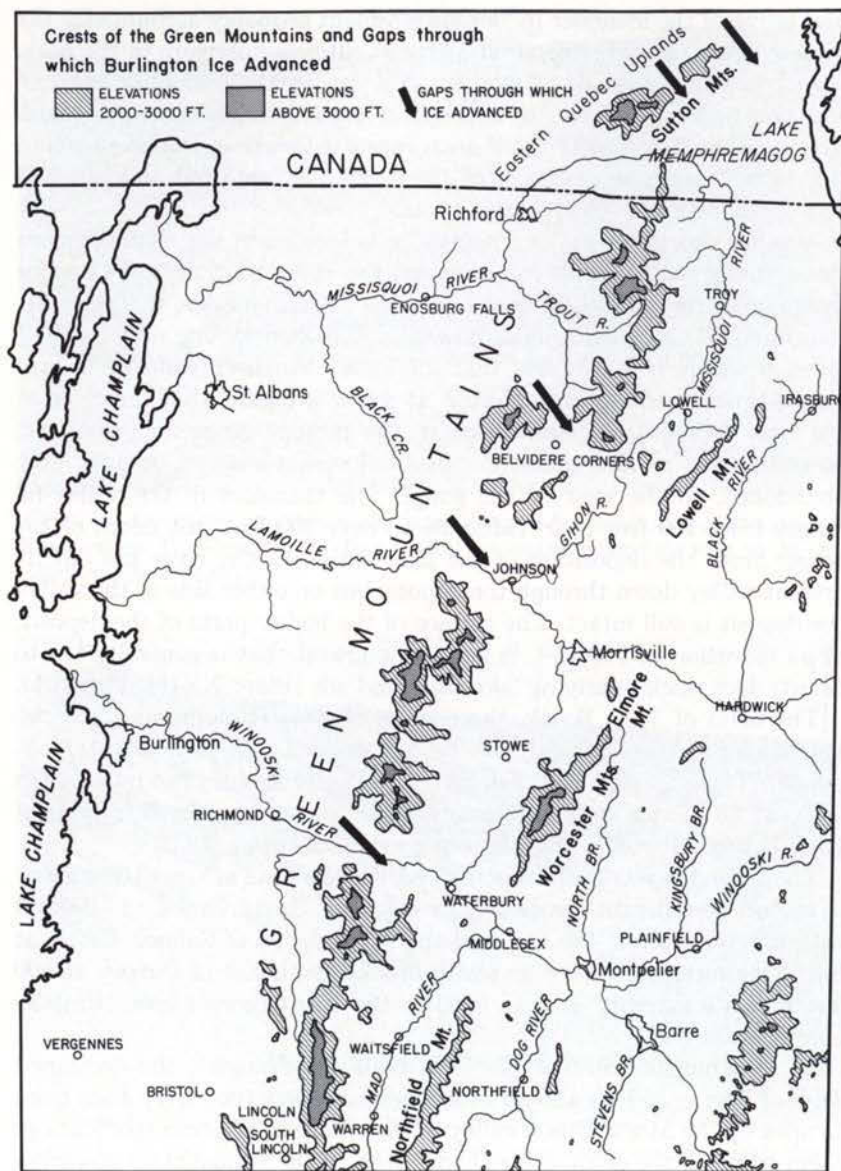 Crests of the Green Mountains and Gaps through
which Burlington Ice Advanced
ELEVATIONS
2000-3000 FT.
ELEVATIONS
ABOVE 3000 FT.
GAPS THROUGH WHICH
ICE ADVANCED
Eastern Quebec Uplands
Sutton Mts.
LAKE
MEMPHREMAGOG
CANADA
Richford
MISSISQUOI RIVER
ENOSBURG FALLS
TROUT R.
TROY
MISSISQUOI RIVER
LAKE CHAMPLAIN
St. Albans
BLACK CR.
BELVIDERE CORNERS
LOWELL
IRASBURG
Lowell Mt.
BLACK RIVER
GIHON R.
LAMOILLE RIVER
JOHNSON
Morrisville
HARDWICK
Elmore Mt.
STOWE
Worcester Mts.
GREEN MOUNTAINS
Burlington
WINOOSKI RIVER
RICHMOND
LAKE CHAMPLAIN
WATERBURY
NORTH BR.
KINGSBURY BR.
WINOOSKI R.
PLAINFIELD
MIDDLESEX
Montpelier
Barre
VERGENNES
WAITSFIELD
MAD RIVER
Northfield Mt.
DOG RIVER
NORTHFIELD
STEVENS BR.
BRISTOL
LINCOLN
SOUTH
LINCOLN
WARREN